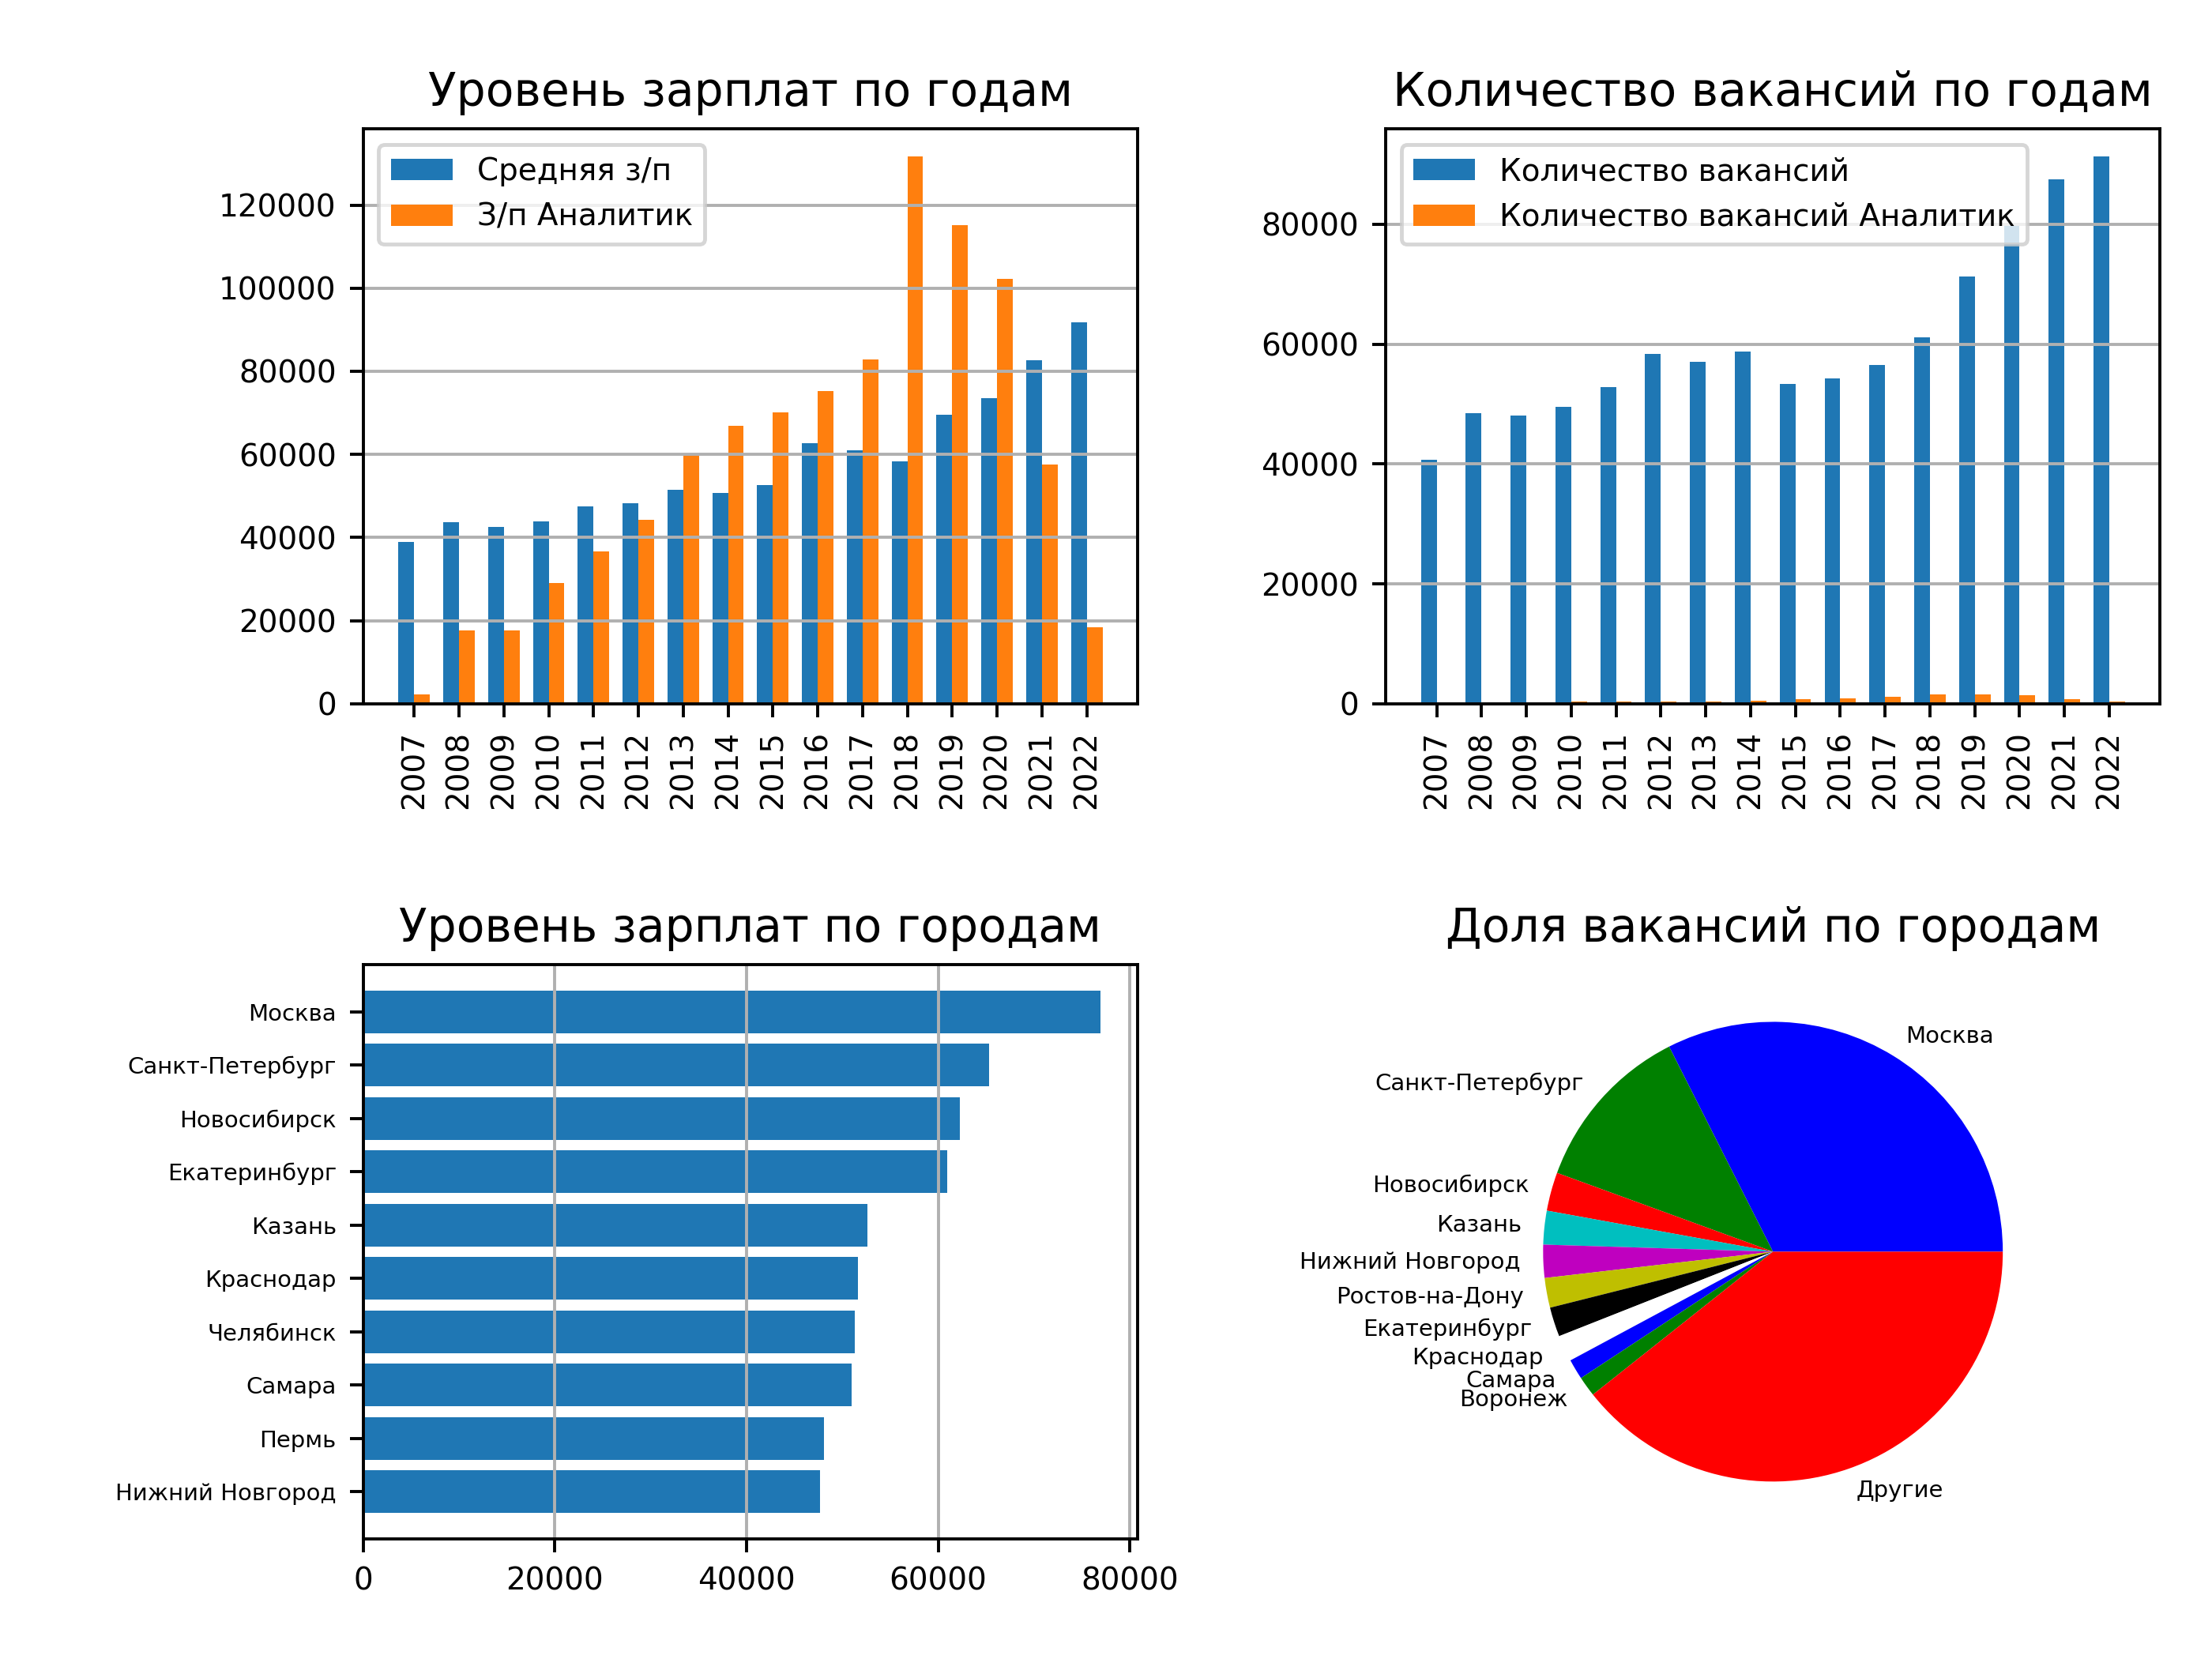 Уровень зарплат по годам
Средняя з/п
З/п Аналитик
120000
100000
80000
60000
40000
20000
0
2007 2008 2009 2010 2011 2012 2013 2014 2015 2016 2017 2018 2019 2020 2021 2022
Количество вакансий по годам
Количество вакансий
Количество вакансий Аналитик
80000
60000
40000
20000
0
2007 2008 2009 2010 2011 2012 2013 2014 2015 2016 2017 2018 2019 2020 2021 2022
Уровень зарплат по городам
Москва
Санкт-Петербург
Новосибирск
Екатеринбург
Казань
Краснодар
Челябинск
Самара
Пермь
Нижний Новгород
0 20000 40000 60000 80000
Доля вакансий по городам
Москва
Санкт-Петербург
Новосибирск
Казань
Нижний Новгород
Ростов-на-Дону
Екатеринбург
Краснодар
Самара
Воронеж
Другие